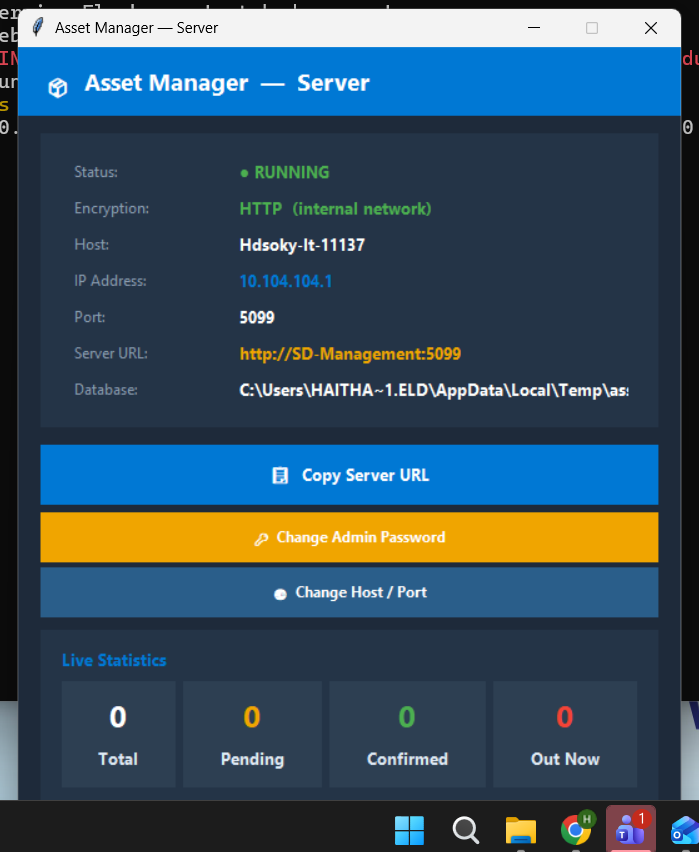 Asset Manager — Server
Asset Manager — Server
Status: ● RUNNING
Encryption: HTTP (internal network)
Host: Hdsoky-lt-11137
IP Address: 10.104.104.1
Port: 5099
Server URL: http://SD-Management:5099
Database: C:\Users\HAITHA~1.ELD\AppData\Local\Temp\as
Copy Server URL
Change Admin Password
Change Host / Port
Live Statistics
0 0 0 0
Total Pending Confirmed Out Now
H 1